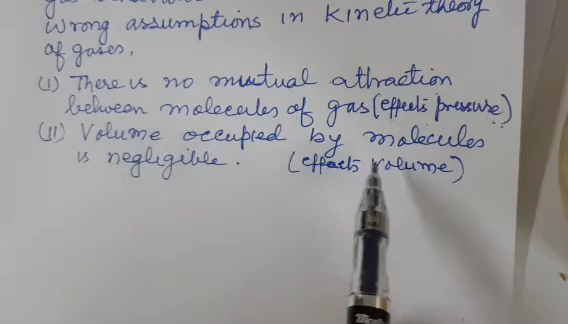 wrong assumptions in kinetic theory
of gases.
(I) There is no mutual attraction
between molecules of gas (effects pressure)
(II) Volume occupied by molecules
is negligible. (effects volume)